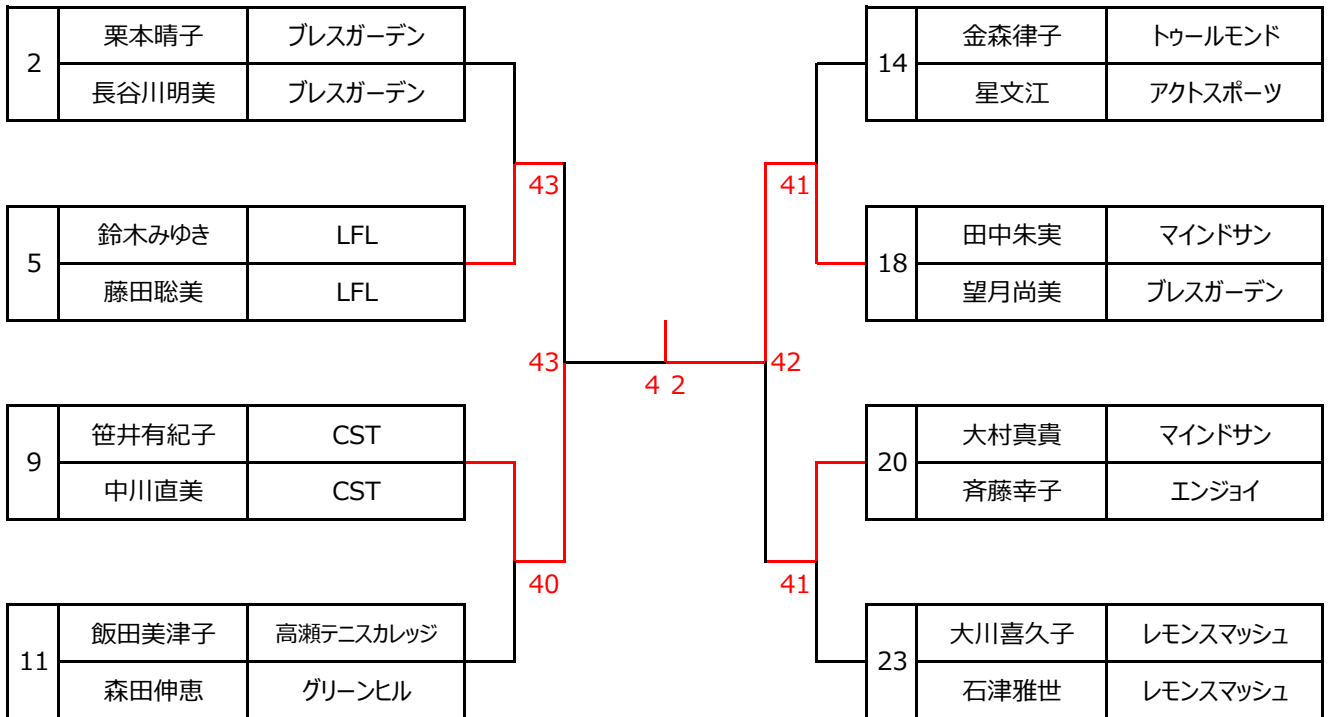 2 栗本晴子 ブレスガーデン
長谷川明美 ブレスガーデン
43
5 鈴木みゆき LFL
藤田聡美 LFL
43
9 笹井有紀子 CST
中川直美 CST
40
11 飯田美津子 高瀬テニスカレッジ
森田伸恵 グリーンヒル
4 2
14 金森律子 トゥールモンド
星文江 アクトスポーツ
41
18 田中朱実 マインドサン
望月尚美 ブレスガーデン
42
20 大村真貴 マインドサン
斉藤幸子 エンジョイ
41
23 大川喜久子 レモンスマッシュ
石津雅世 レモンスマッシュ